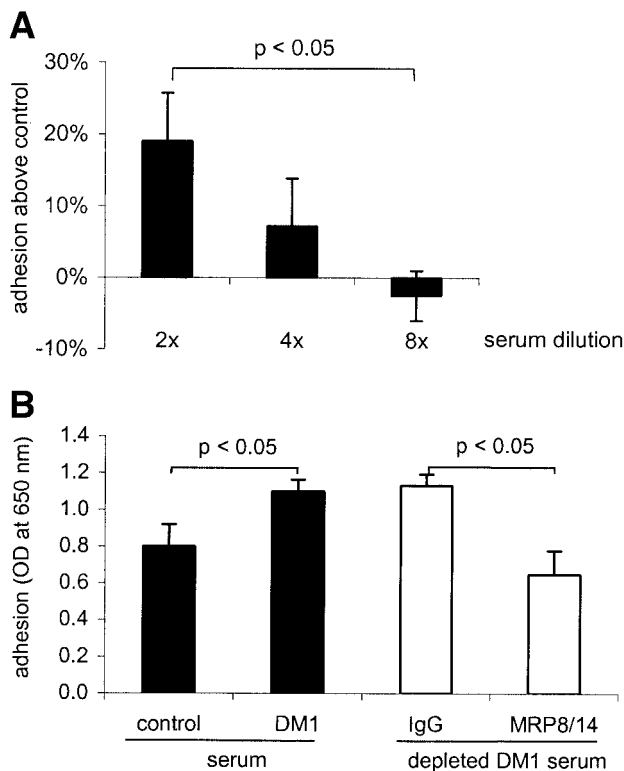 A
p < 0.05
30%
20%
10%
0%
-10%
adhesion above control
2x 4x 8x serum dilution
B
p < 0.05 p < 0.05
1.4
1.2
1.0
0.8
0.6
0.4
0.2
0.0
adhesion (OD at 650 nm)
control DM1 IgG MRP8/14
serum depleted DM1 serum